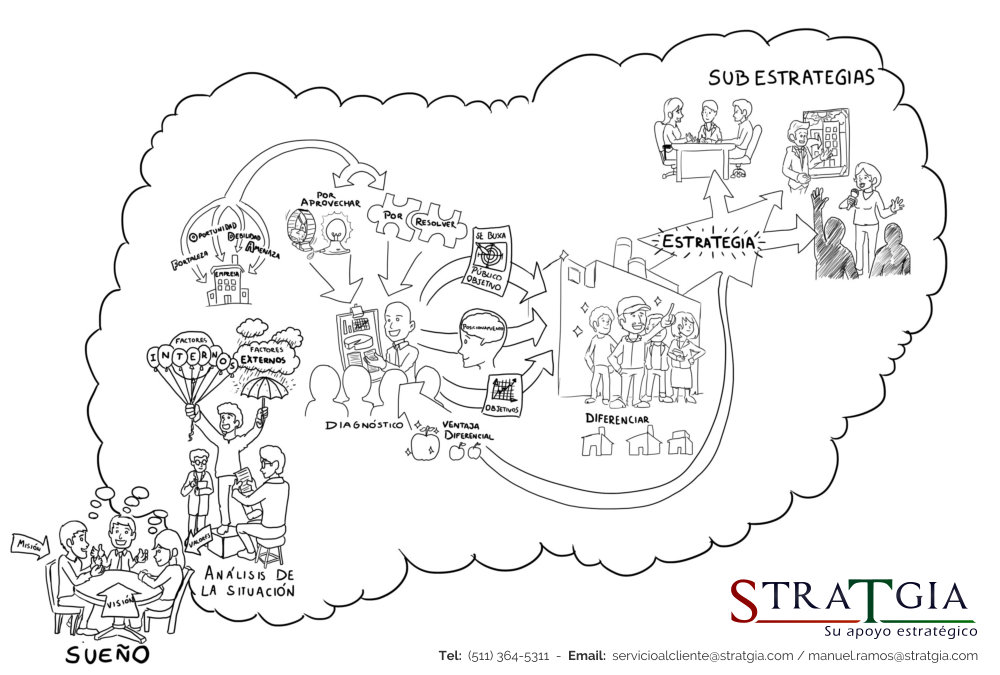 SUB ESTRATEGIAS
POR
APROVECHAR
POR
RESOLVER
OPORTUNIDAD
DEBILIDAD
FORTALEZA
AMENAZA
EMPRESA
SE BUSCA
PÚBLICO
OBJETIVO
ESTRATEGIA
POSICIONAMIENTO
FACTORES
INTERNOS
FACTORES
EXTERNOS
OBJETIVOS
DIAGNÓSTICO
VENTAJA
DIFERENCIAL
DIFERENCIAR
MISIÓN
VALORES
VISIÓN
ANÁLISIS DE
LA SITUACIÓN
SUEÑO
STRATGIA
Su apoyo estratégico
Tel: (511) 364-5311 - Email: servicioalcliente@stratgia.com / manuel.ramos@stratgia.com